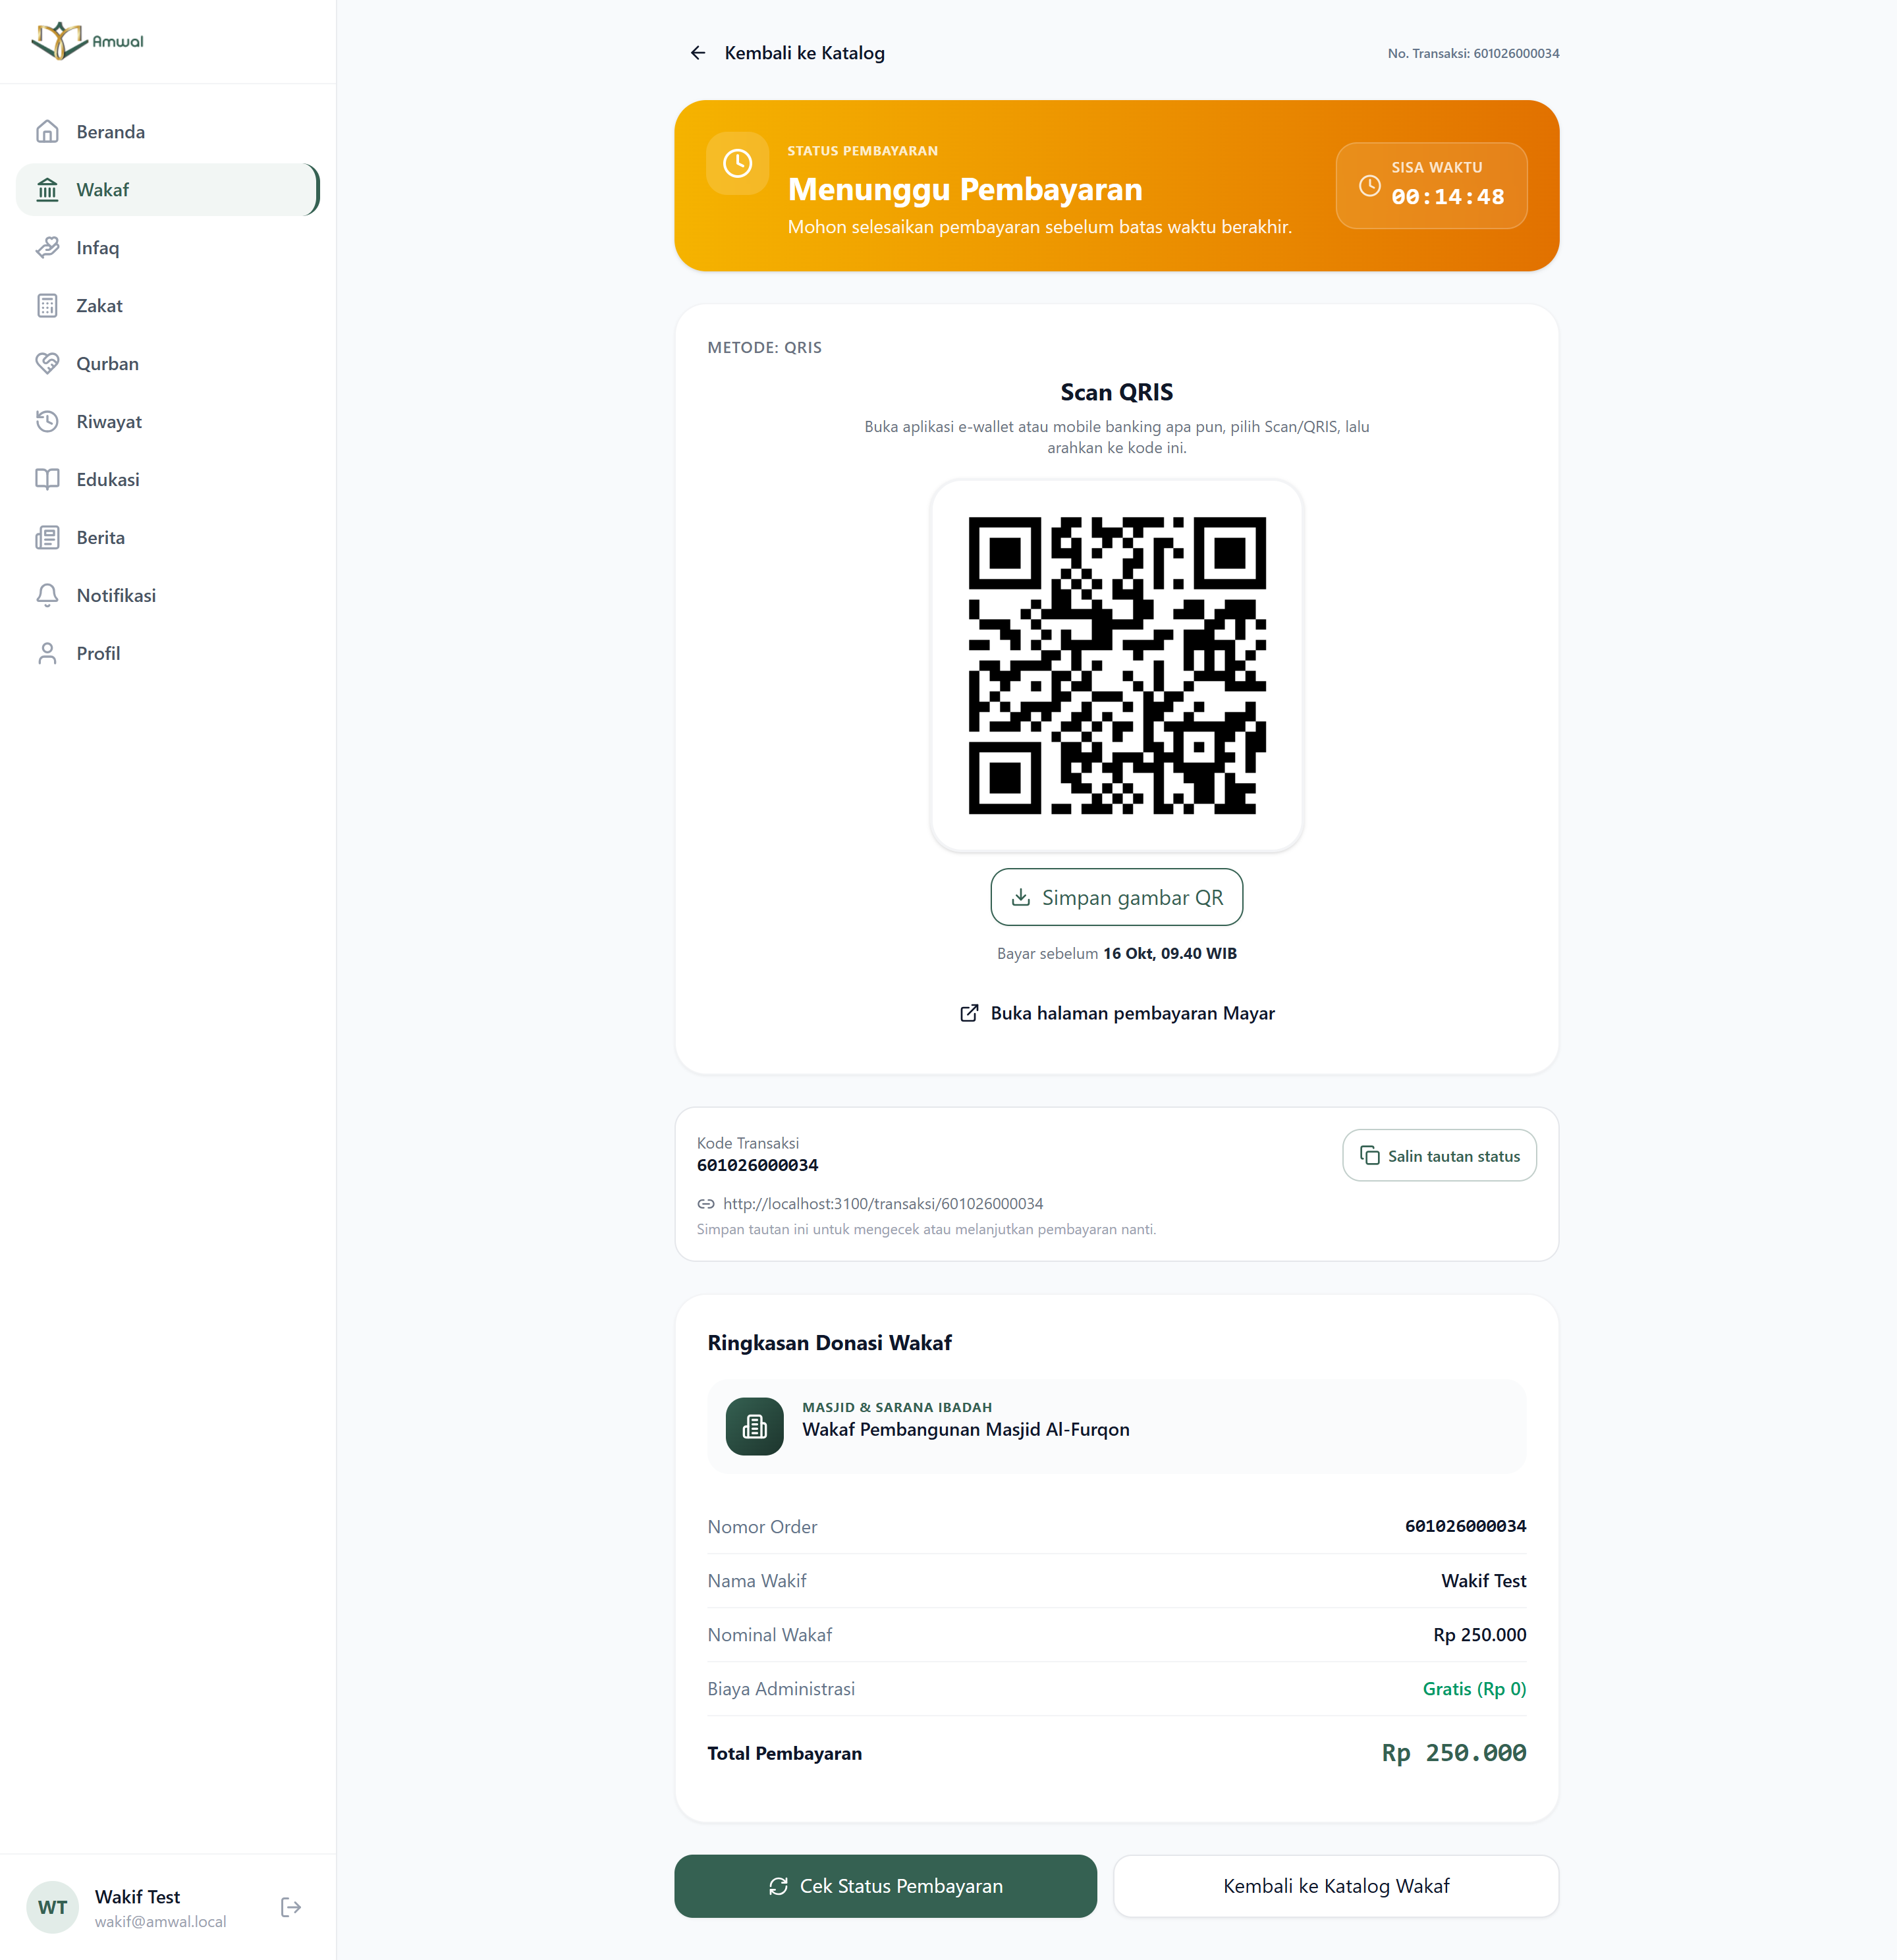 Amwal
Beranda
Wakaf
Infaq
Zakat
Qurban
Riwayat
Edukasi
Berita
Notifikasi
Profil
WT
Wakif Test
wakif@amwal.local
Kembali ke Katalog
No. Transaksi: 601026000034
STATUS PEMBAYARAN
Menunggu Pembayaran
Mohon selesaikan pembayaran sebelum batas waktu berakhir.
SISA WAKTU
00:14:48
METODE: QRIS
Scan QRIS
Buka aplikasi e-wallet atau mobile banking apa pun, pilih Scan/QRIS, lalu
arahkan ke kode ini.
Simpan gambar QR
Bayar sebelum 16 Okt, 09.40 WIB
Buka halaman pembayaran Mayar
Kode Transaksi
601026000034
Salin tautan status
http://localhost:3100/transaksi/601026000034
Simpan tautan ini untuk mengecek atau melanjutkan pembayaran nanti.
Ringkasan Donasi Wakaf
MASJID & SARANA IBADAH
Wakaf Pembangunan Masjid Al-Furqon
Nomor Order 601026000034
Nama Wakif Wakif Test
Nominal Wakaf Rp 250.000
Biaya Administrasi Gratis (Rp 0)
Total Pembayaran Rp 250.000
Cek Status Pembayaran
Kembali ke Katalog Wakaf